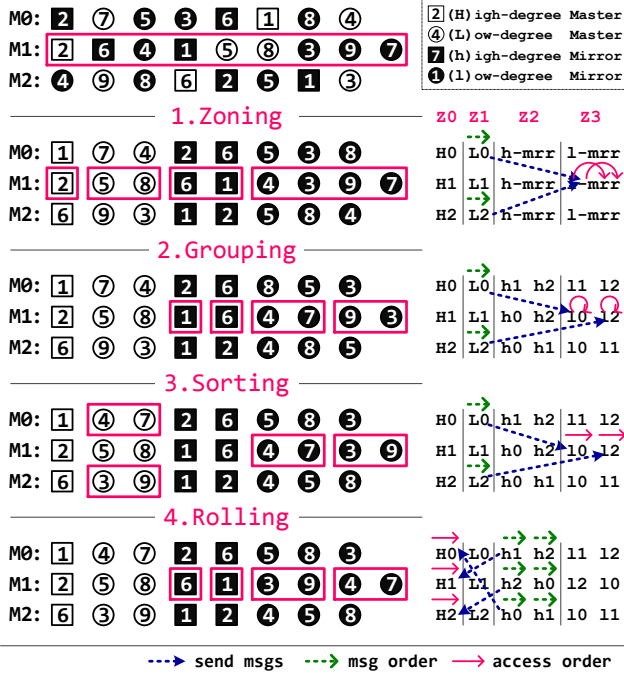 M0: 2 7 5 3 6 1 8 4
M1: 2 6 4 1 5 8 3 9 7
M2: 4 9 8 6 2 5 1 3
2 (H)igh-degree Master
4 (L)ow-degree Master
7 (h)igh-degree Mirror
1 (l)ow-degree Mirror
1.Zoning
Z0 Z1 Z2 Z3
M0: 1 7 4 2 6 5 3 8
H0 L0 h-mrr l-mrr
M1: 2 5 8 6 1 4 3 9 7
H1 L1 h-mrr l-mrr
M2: 6 9 3 1 2 5 8 4
H2 L2 h-mrr l-mrr
2.Grouping
M0: 1 7 4 2 6 8 5 3
H0 L0 h1 h2 l1 l2
M1: 2 5 8 1 6 4 7 9 3
H1 L1 h0 h2 l0 l2
M2: 6 9 3 1 2 4 8 5
H2 L2 h0 h1 l0 l1
3.Sorting
M0: 1 4 7 2 6 5 8 3
H0 L0 h1 h2 l1 l2
M1: 2 5 8 1 6 4 7 3 9
H1 L1 h0 h2 l0 l2
M2: 6 3 9 1 2 4 5 8
H2 L2 h0 h1 l0 l1
4.Rolling
M0: 1 4 7 2 6 5 8 3
H0 L0 h1 h2 l1 l2
M1: 2 5 8 6 1 3 9 4 7
H1 L1 h2 h0 l2 l0
M2: 6 3 9 1 2 4 5 8
H2 L2 h0 h1 l0 l1
send msgs msg order access order